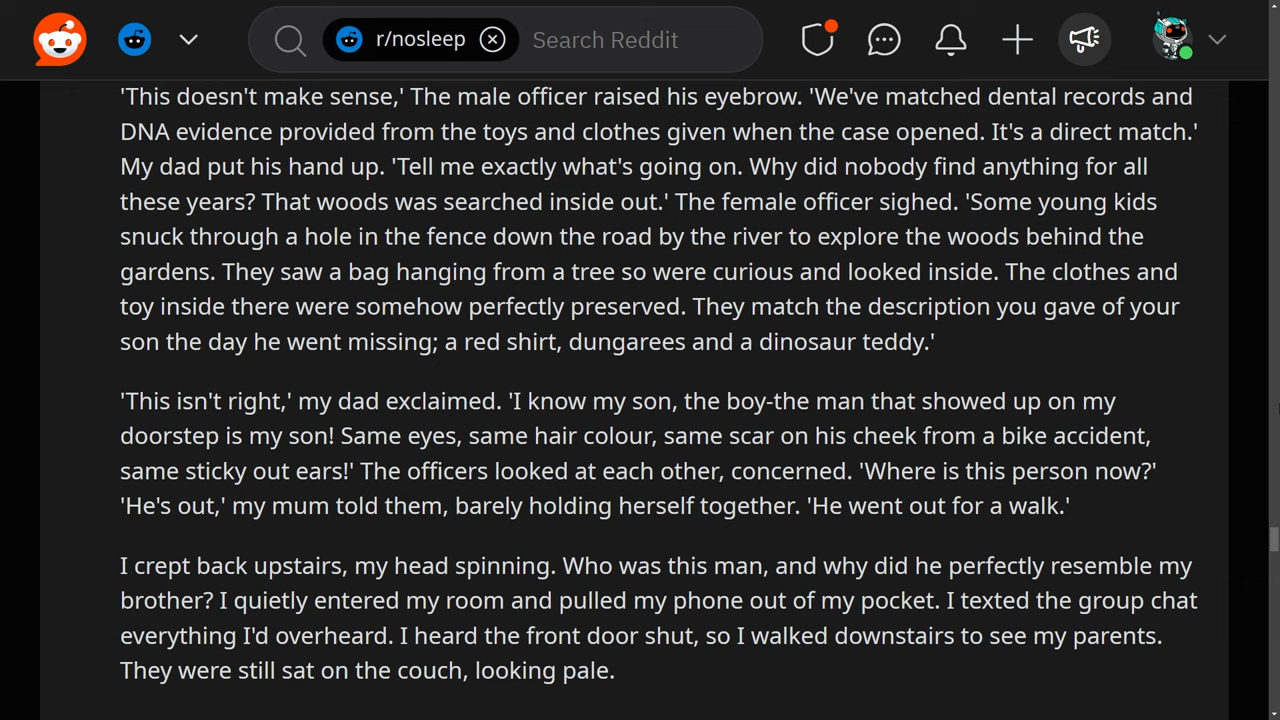 r/nosleep
Search Reddit
'This doesn't make sense,' The male officer raised his eyebrow. 'We've matched dental records and
DNA evidence provided from the toys and clothes given when the case opened. It's a direct match.'
My dad put his hand up. 'Tell me exactly what's going on. Why did nobody find anything for all
these years? That woods was searched inside out.' The female officer sighed. 'Some young kids
snuck through a hole in the fence down the road by the river to explore the woods behind the
gardens. They saw a bag hanging from a tree so were curious and looked inside. The clothes and
toy inside there were somehow perfectly preserved. They match the description you gave of your
son the day he went missing; a red shirt, dungarees and a dinosaur teddy.'
'This isn't right,' my dad exclaimed. 'I know my son, the boy-the man that showed up on my
doorstep is my son! Same eyes, same hair colour, same scar on his cheek from a bike accident,
same sticky out ears!' The officers looked at each other, concerned. 'Where is this person now?'
'He's out,' my mum told them, barely holding herself together. 'He went out for a walk.'
I crept back upstairs, my head spinning. Who was this man, and why did he perfectly resemble my
brother? I quietly entered my room and pulled my phone out of my pocket. I texted the group chat
everything I'd overheard. I heard the front door shut, so I walked downstairs to see my parents.
They were still sat on the couch, looking pale.